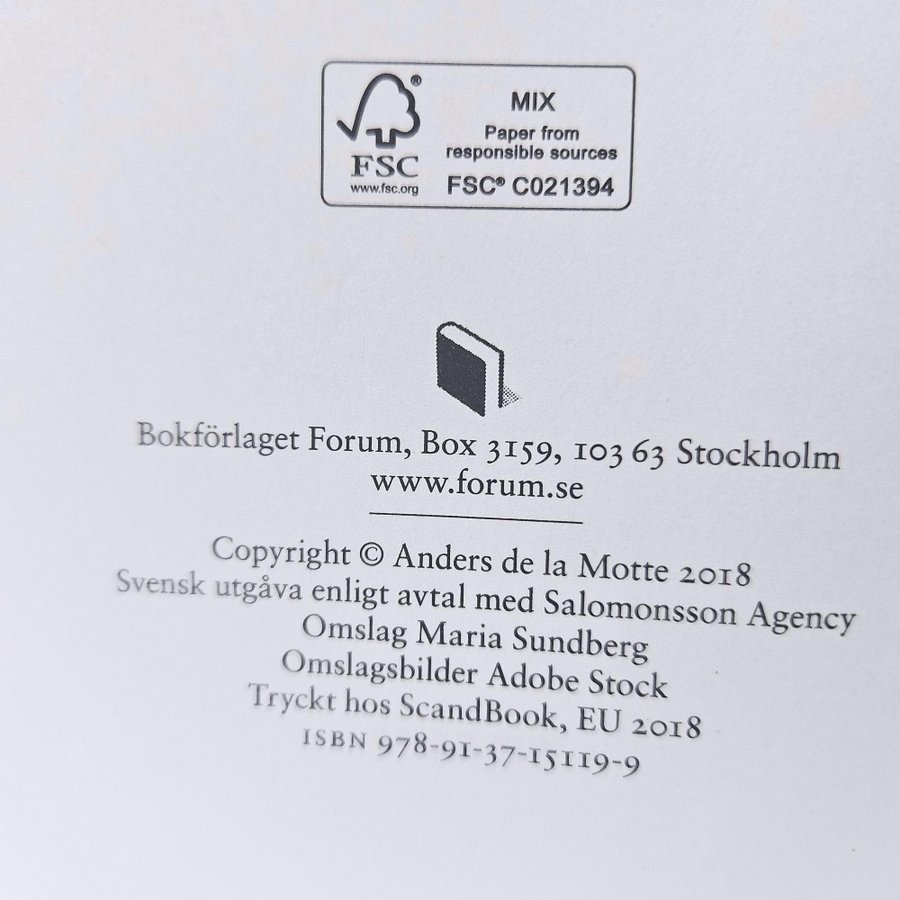 FSC®
www.fsc.org
MIX
Paper from
responsible sources
FSC® C021394
Bokförlaget Forum, Box 3159, 103 63 Stockholm
www.forum.se
Copyright © Anders de la Motte 2018
Svensk utgåva enligt avtal med Salomonsson Agency
Omslag Maria Sundberg
Omslagsbilder Adobe Stock
Tryckt hos ScandBook, EU 2018
ISBN 978-91-37-15119-9